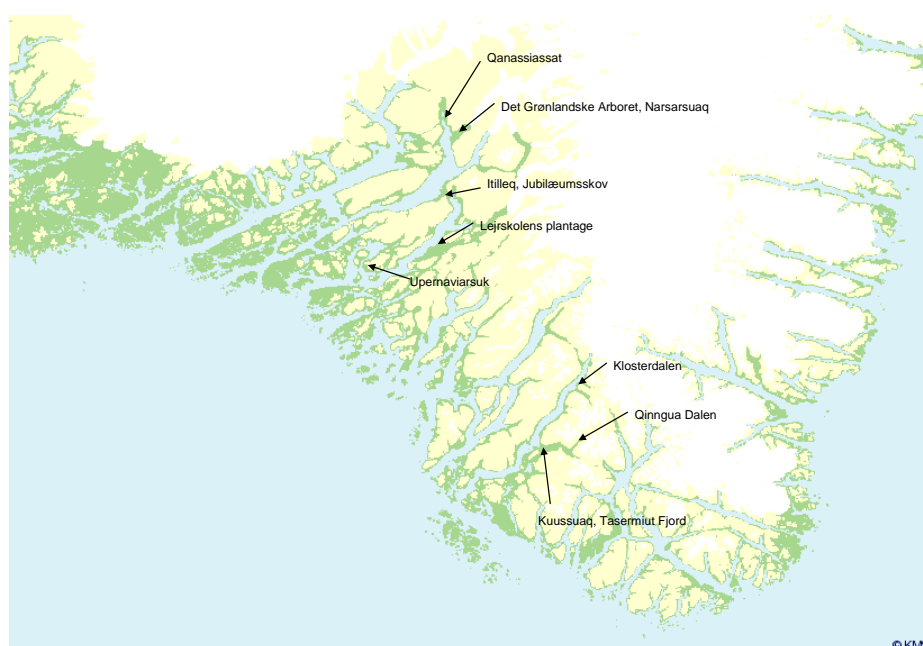 Qanassiassat
Det Grønlandske Arboret, Narsarsuaq
Itilleq, Jubilæumsskov
Lejrskolens plantage
Upernaviarsuk
Klosterdalen
Qinngua Dalen
Kuussuaq, Tasermiut Fjord